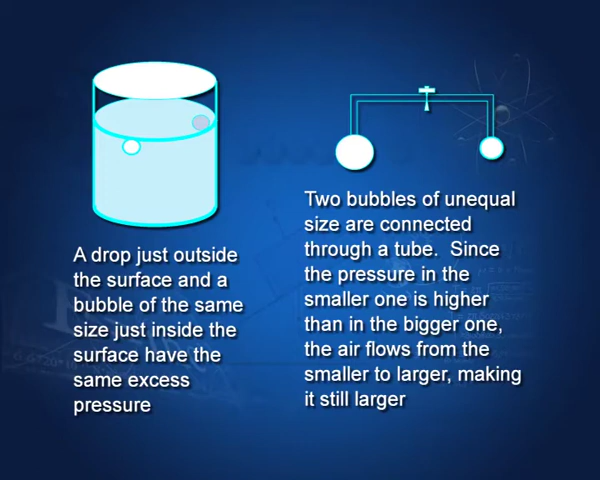 A drop just outside
the surface and a
bubble of the same
size just inside the
surface have the
same excess
pressure
Two bubbles of unequal
size are connected
through a tube. Since
the pressure in the
smaller one is higher
than in the bigger one,
the air flows from the
smaller to larger, making
it still larger